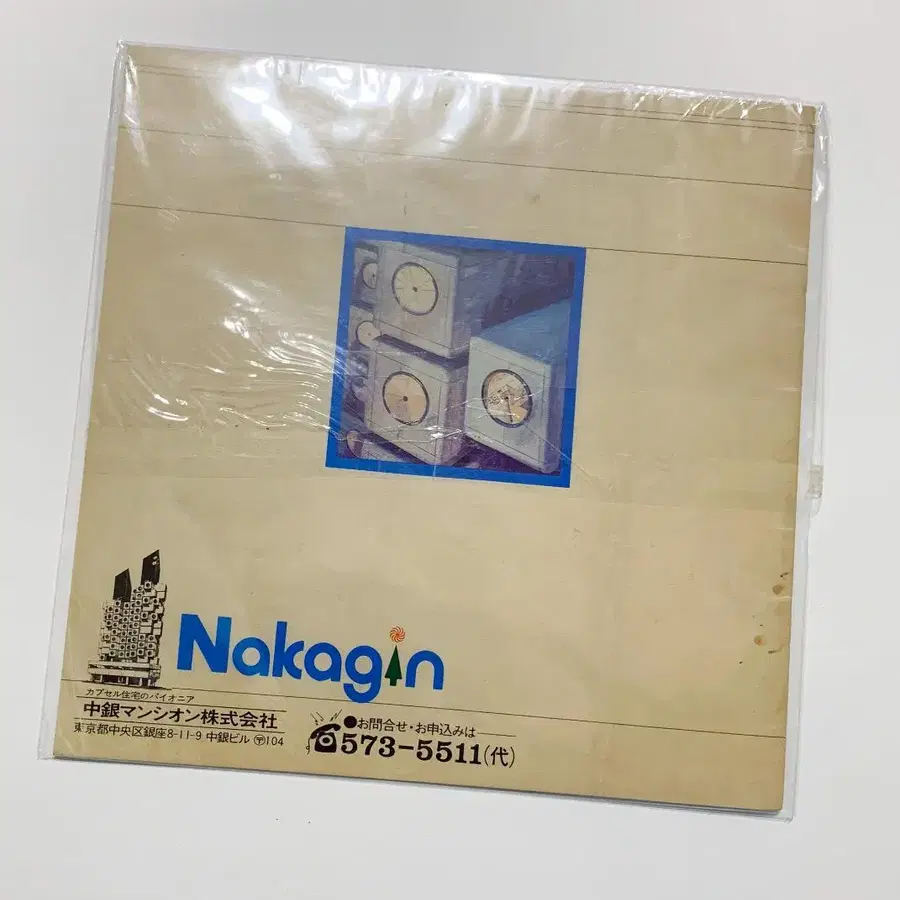 Nakagin
カプセル住宅のパイオニア
中銀マンション株式会社
東京都中央区銀座8-11-9 中銀ビル 〒104
●お問合せ・お申込みは
573-5511(代)